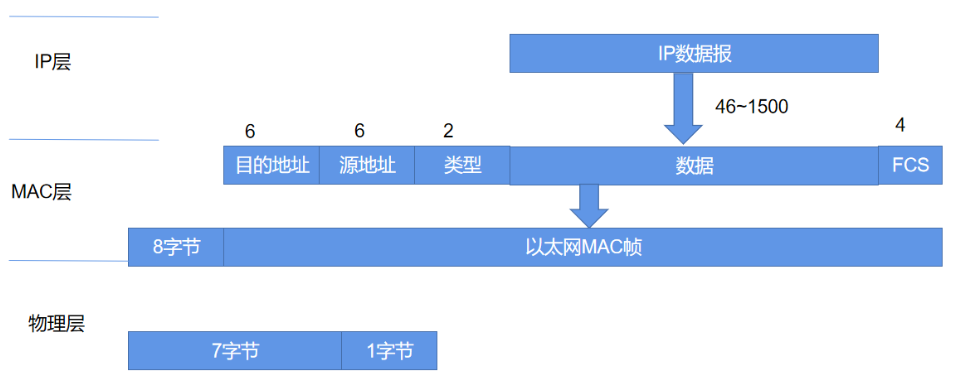 IP层
IP数据报
46~1500
6
6
2
4
目的地址
源地址
类型
数据
FCS
MAC层
8字节
以太网MAC帧
物理层
7字节
1字节